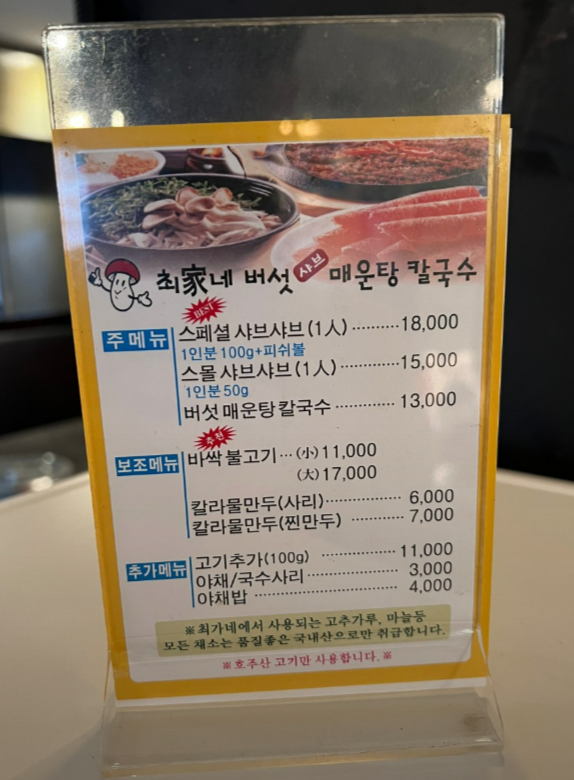 최家네 버섯 샤브 매운탕 칼국수
BEST
주메뉴
스페셜 샤브샤브(1人) 18,000
1인분 100g+피쉬볼
스몰 샤브샤브(1人) 15,000
1인분 50g
버섯 매운탕 칼국수 13,000
추천
보조메뉴
바싹 불고기 (小) 11,000
(大) 17,000
칼라물만두(사리) 6,000
칼라물만두(찐만두) 7,000
추가메뉴
고기추가(100g) 11,000
야채/국수사리 3,000
야채밥 4,000
※최가네에서 사용되는 고추가루, 마늘등
모든 채소는 품질좋은 국내산으로만 취급합니다.
※호주산 고기만 사용합니다.※